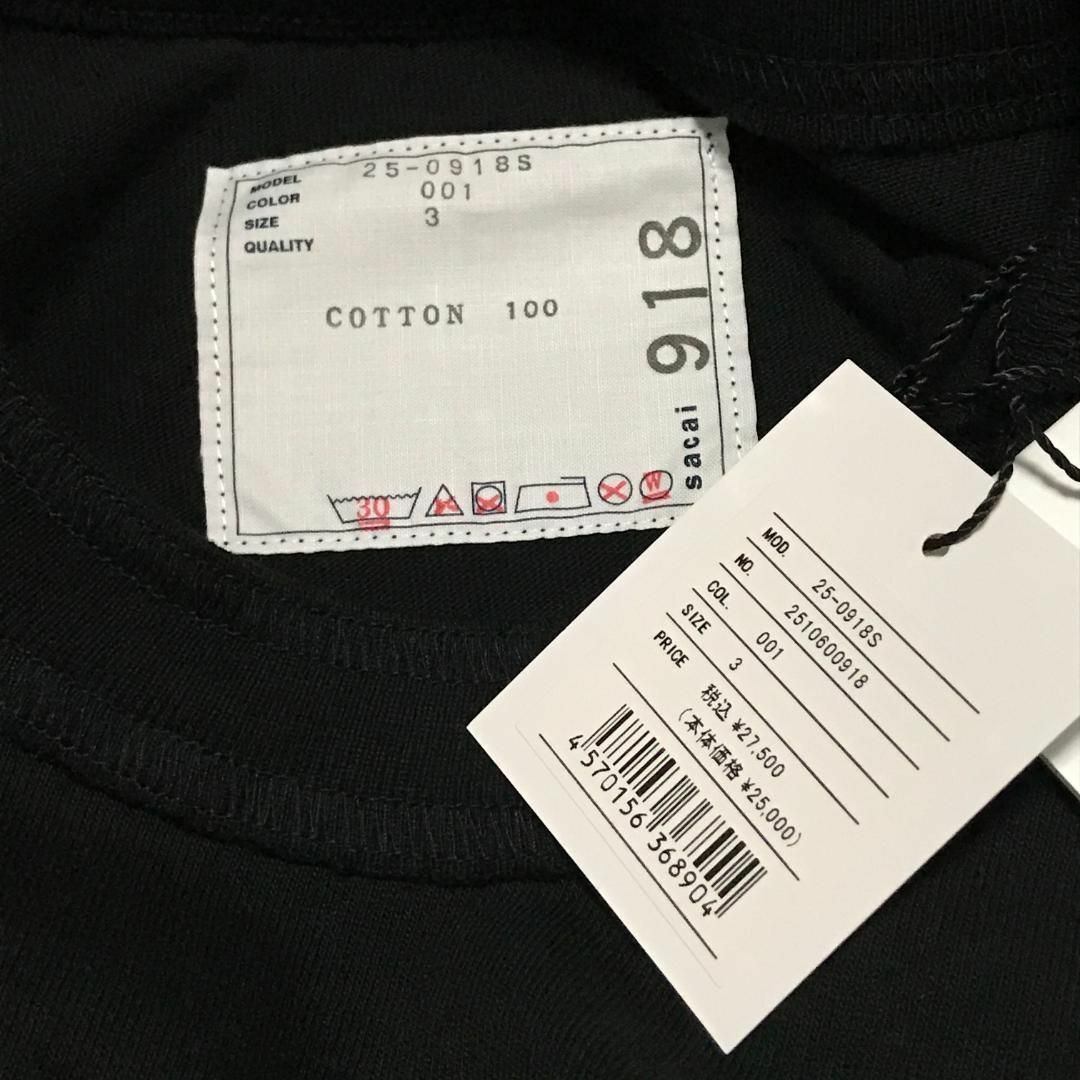 MODEL 25-0918S
COLOR 001
SIZE 3
QUALITY
COTTON 100
sacai 918
30
W
MOD. 25-0918S
NO. 2510600918
COL. 001
SIZE 3
PRICE 税込 ¥27,500
(本体価格 ¥25,000)
4570156368904